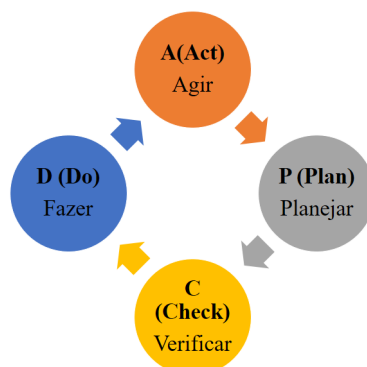 A(Act)
Agir
P (Plan)
Planejar
C
(Check)
Verificar
D (Do)
Fazer